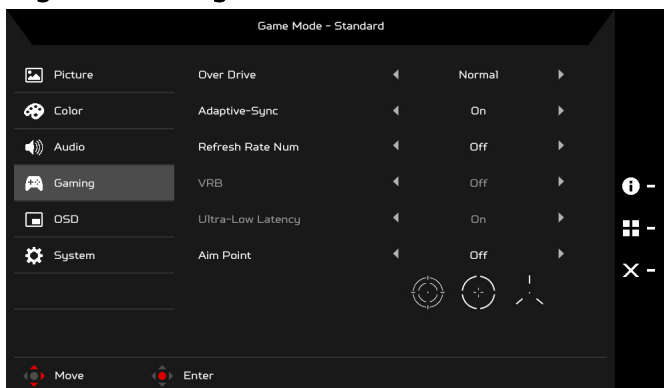 Game Mode - Standard
Picture
Over Drive Normal
Color
Adaptive-Sync On
Audio
Refresh Rate Num Off
Gaming
VRB Off
OSD
Ultra-Low Latency On
System
Aim Point Off
Move Enter